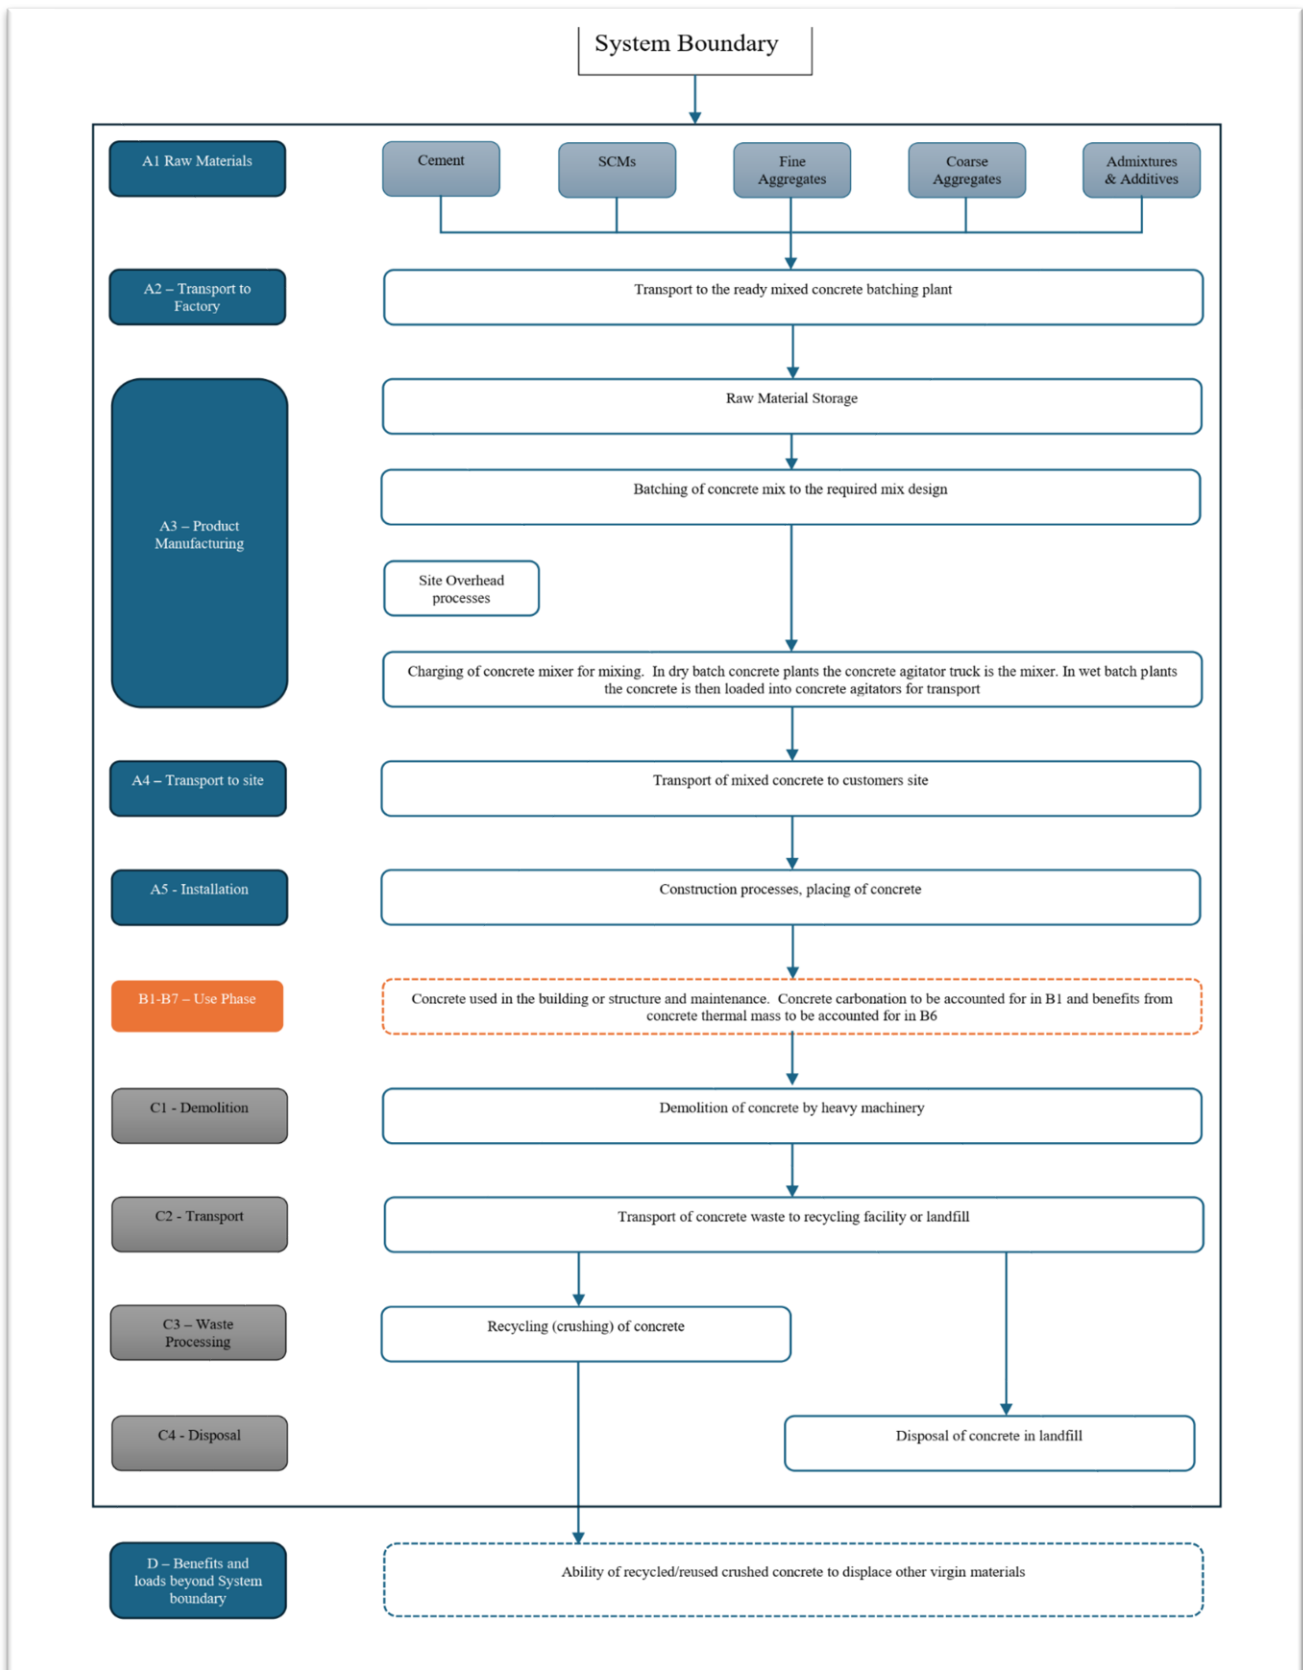 System Boundary
A1 Raw Materials
Cement
SCMs
Fine
Aggregates
Coarse
Aggregates
Admixtures
& Additives
A2 – Transport to
Factory
Transport to the ready mixed concrete batching plant
A3 – Product
Manufacturing
Raw Material Storage
Batching of concrete mix to the required mix design
Site Overhead
processes
Charging of concrete mixer for mixing.  In dry batch concrete plants the concrete agitator truck is the mixer. In wet batch plants
the concrete is then loaded into concrete agitators for transport
A4 – Transport to site
Transport of mixed concrete to customers site
A5 - Installation
Construction processes, placing of concrete
B1-B7 – Use Phase
Concrete used in the building or structure and maintenance.  Concrete carbonation to be accounted for in B1 and benefits from
concrete thermal mass to be accounted for in B6
C1 - Demolition
Demolition of concrete by heavy machinery
C2 - Transport
Transport of concrete waste to recycling facility or landfill
C3 – Waste
Processing
Recycling (crushing) of concrete
C4 - Disposal
Disposal of concrete in landfill
D – Benefits and
loads beyond System
boundary
Ability of recycled/reused crushed concrete to displace other virgin materials